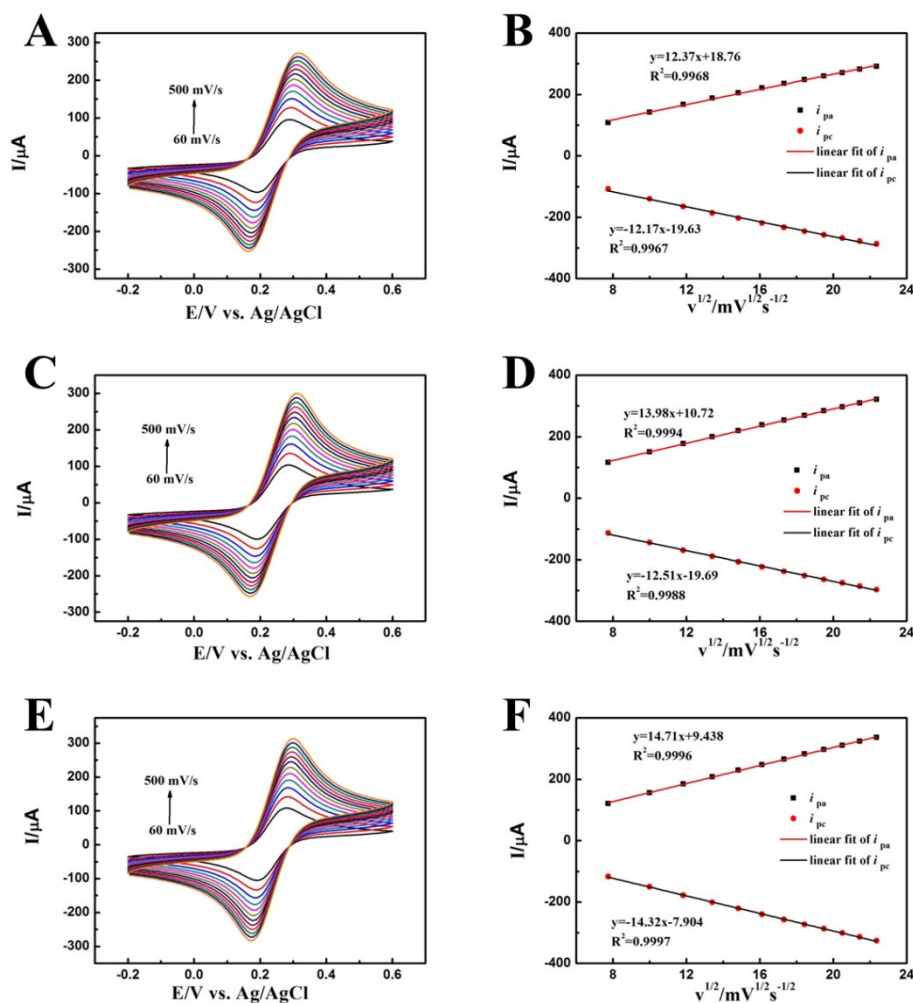 A
300
200
100
0
-100
-200
-300
I/μA
500 mV/s
60 mV/s
-0.2 0.0 0.2 0.4 0.6
E/V vs. Ag/AgCl
B
400
200
0
-200
-400
I/μA
y=12.37x+18.76
R²=0.9968
i pa
i pc
linear fit of i pa
linear fit of i pc
y=-12.17x-19.63
R²=0.9967
8 12 16 20 24
v^1/2/mV^1/2s^-1/2
C
300
200
100
0
-100
-200
-300
I/μA
500 mV/s
60 mV/s
-0.2 0.0 0.2 0.4 0.6
E/V vs. Ag/AgCl
D
400
200
0
-200
-400
I/μA
y=13.98x+10.72
R²=0.9994
i pa
i pc
linear fit of i pa
linear fit of i pc
y=-12.51x-19.69
R²=0.9988
8 12 16 20 24
v^1/2/mV^1/2s^-1/2
E
300
200
100
0
-100
-200
-300
I/μA
500 mV/s
60 mV/s
-0.2 0.0 0.2 0.4 0.6
E/V vs. Ag/AgCl
F
400
200
0
-200
-400
I/μA
y=14.71x+9.438
R²=0.9996
i pa
i pc
linear fit of i pa
linear fit of i pc
y=-14.32x-7.904
R²=0.9997
8 12 16 20 24
v^1/2/mV^1/2s^-1/2